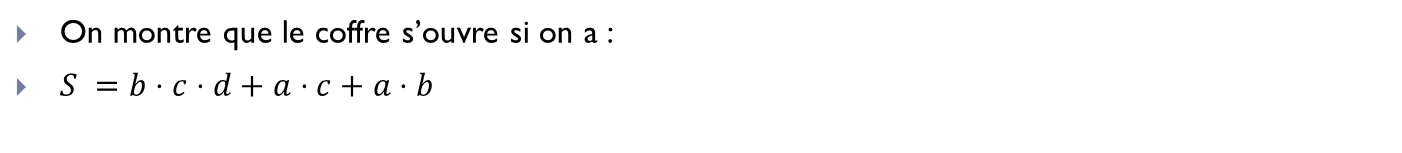 On montre que le coffre s’ouvre si on a :
S = b · c · d + a · c + a · b